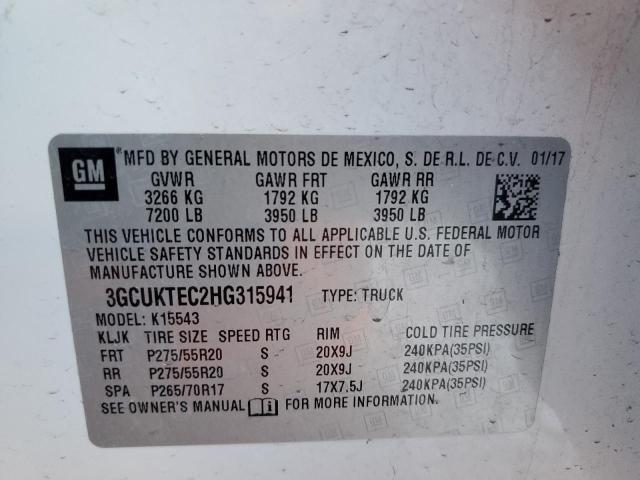 GM ® MFD BY GENERAL MOTORS DE MEXICO, S. DE R.L. DE C.V. 01/17
GVWR GAWR FRT GAWR RR
3266 KG 1792 KG 1792 KG
7200 LB 3950 LB 3950 LB
THIS VEHICLE CONFORMS TO ALL APPLICABLE U.S. FEDERAL MOTOR
VEHICLE SAFETY STANDARDS IN EFFECT ON THE DATE OF
MANUFACTURE SHOWN ABOVE.
3GCUKTEC2HG315941 TYPE: TRUCK
MODEL: K15543
KLJK TIRE SIZE SPEED RTG RIM COLD TIRE PRESSURE
FRT P275/55R20 S 20X9J 240KPA(35PSI)
RR P275/55R20 S 20X9J 240KPA(35PSI)
SPA P265/70R17 S 17X7.5J 240KPA(35PSI)
SEE OWNER'S MANUAL FOR MORE INFORMATION.